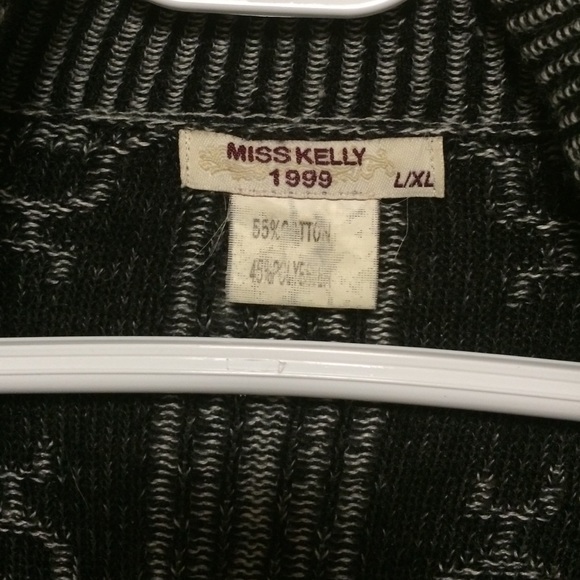 MISS KELLY
1999
L/XL
55% COTTON
45% POLYESTER